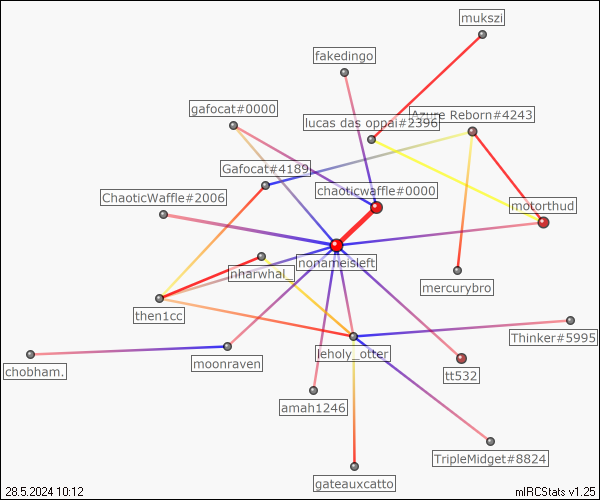 mukszi
fakedingo
gafocat#0000
Azure Reborn#4243
lucas das oppai#2396
Gafocat#4189
chaoticwaffle#0000
ChaoticWaffle#2006
motorthud
nonameisleft
nharwhal_
mercurybro
then1cc
Thinker#5995
leholy_otter
moonraven
chobham.
tt532
amah1246
TripleMidget#8824
gateauxcatto
28.5.2024 10:12
mIRCStats v1.25